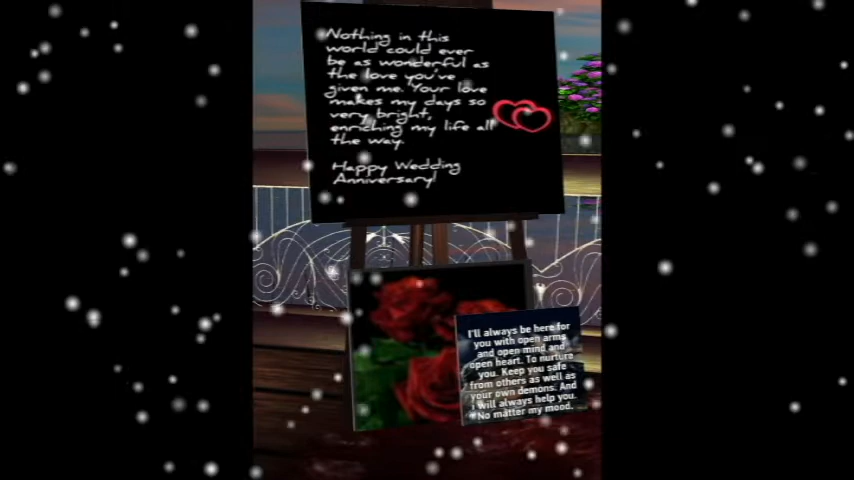 Nothing in this
world could ever
be as wonderful as
the love you've
given me. Your love
makes my days so
very bright,
enriching my life all
the way.
Happy Wedding
Anniversary!
I'll always be here for
you with open arms
and open mind and
open heart. To nurture
you. Keep you safe
from others as well as
your own demons. And
i will always help you.
No matter my mood.